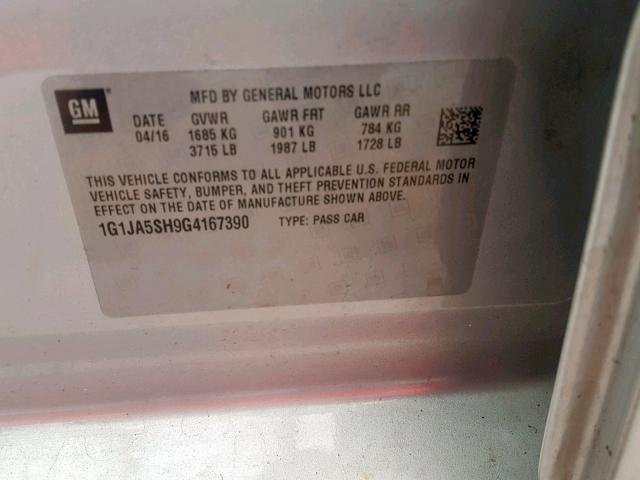 GM
MFD BY GENERAL MOTORS LLC
DATE GVWR GAWR FRT GAWR RR
04/16 1685 KG 901 KG 784 KG
3715 LB 1987 LB 1728 LB
THIS VEHICLE CONFORMS TO ALL APPLICABLE U.S. FEDERAL MOTOR
VEHICLE SAFETY, BUMPER, AND THEFT PREVENTION STANDARDS IN
EFFECT ON THE DATE OF MANUFACTURE SHOWN ABOVE.
1G1JA5SH9G4167390 TYPE: PASS CAR